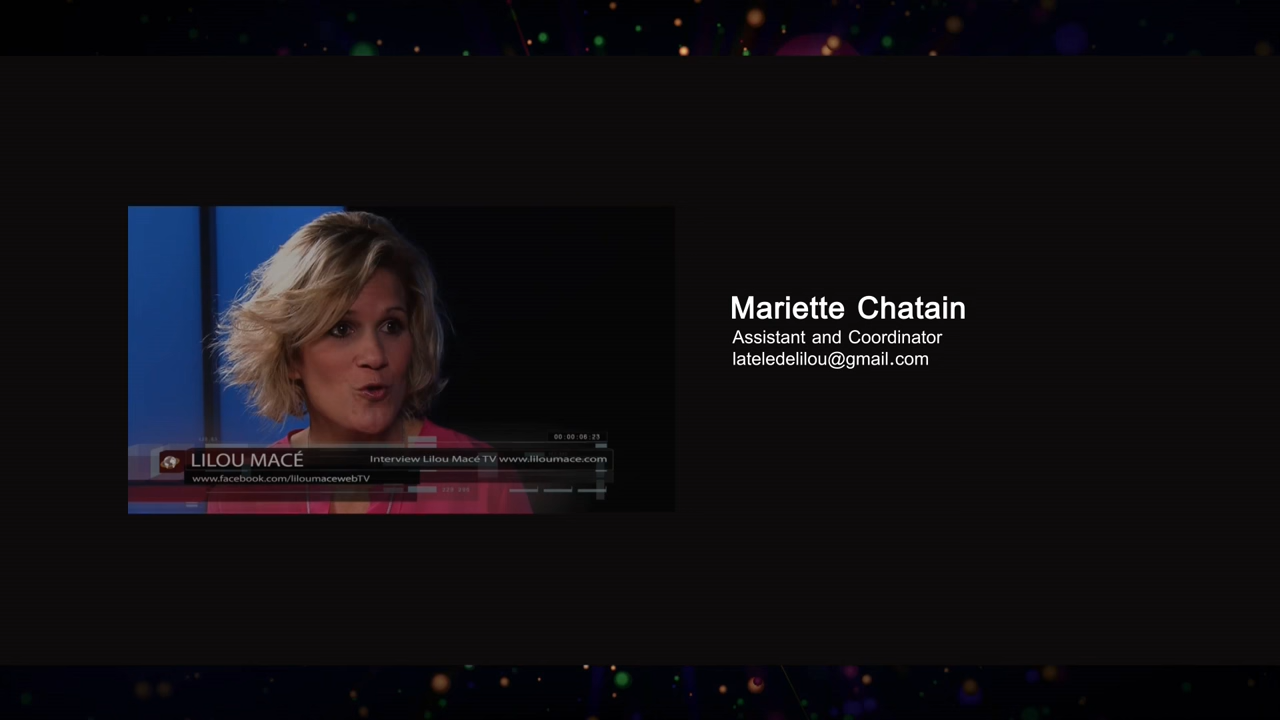 Mariette Chatain
Assistant and Coordinator
lateledelilou@gmail.com
00:00:06:23
LILOU MACÉ
Interview Lilou Macé TV www.liloumace.com
www.facebook.com/liloumacewebTV